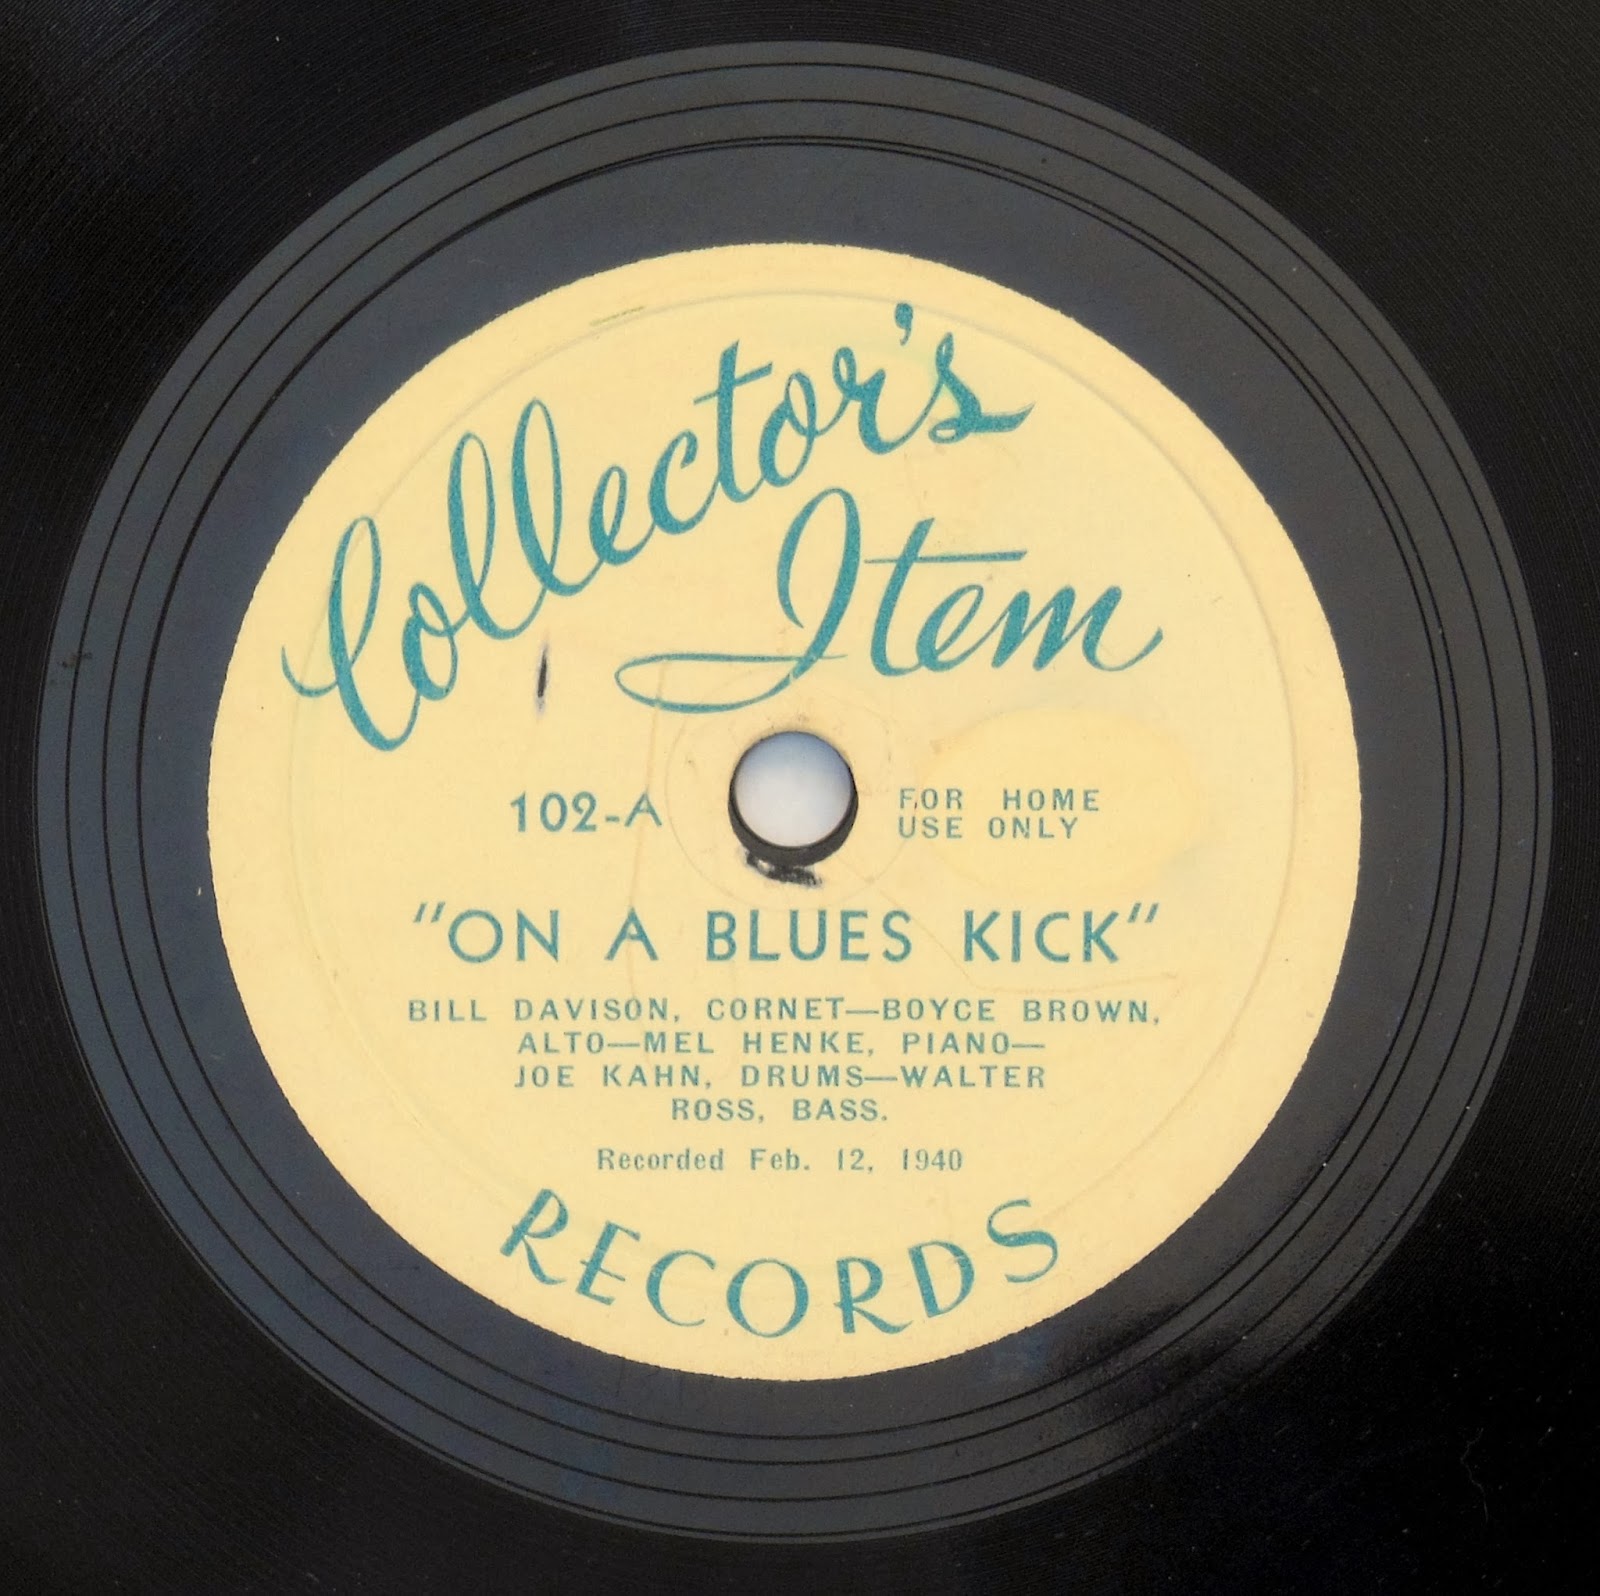 Collector's
Item
102-A
FOR HOME
USE ONLY
"ON A BLUES KICK"
BILL DAVISON, CORNET—BOYCE BROWN,
ALTO—MEL HENKE, PIANO—
JOE KAHN, DRUMS—WALTER
ROSS, BASS.
Recorded Feb. 12, 1940
RECORDS